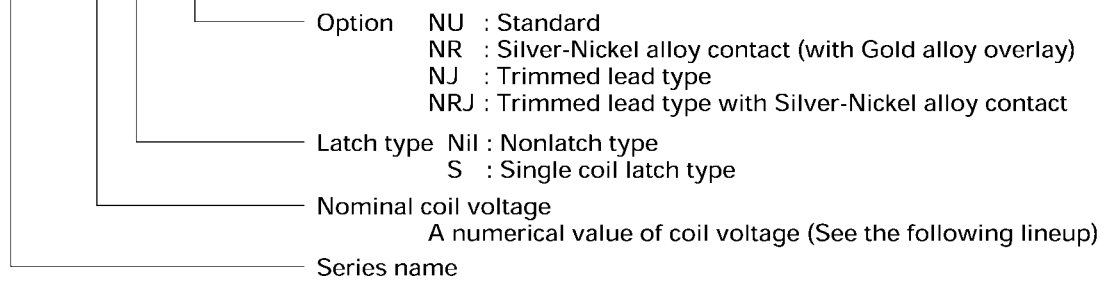 Option NU : Standard
NR : Silver-Nickel alloy contact (with Gold alloy overlay)
NJ : Trimmed lead type
NRJ : Trimmed lead type with Silver-Nickel alloy contact
Latch type Nil : Nonlatch type
S : Single coil latch type
Nominal coil voltage
A numerical value of coil voltage (See the following lineup)
Series name